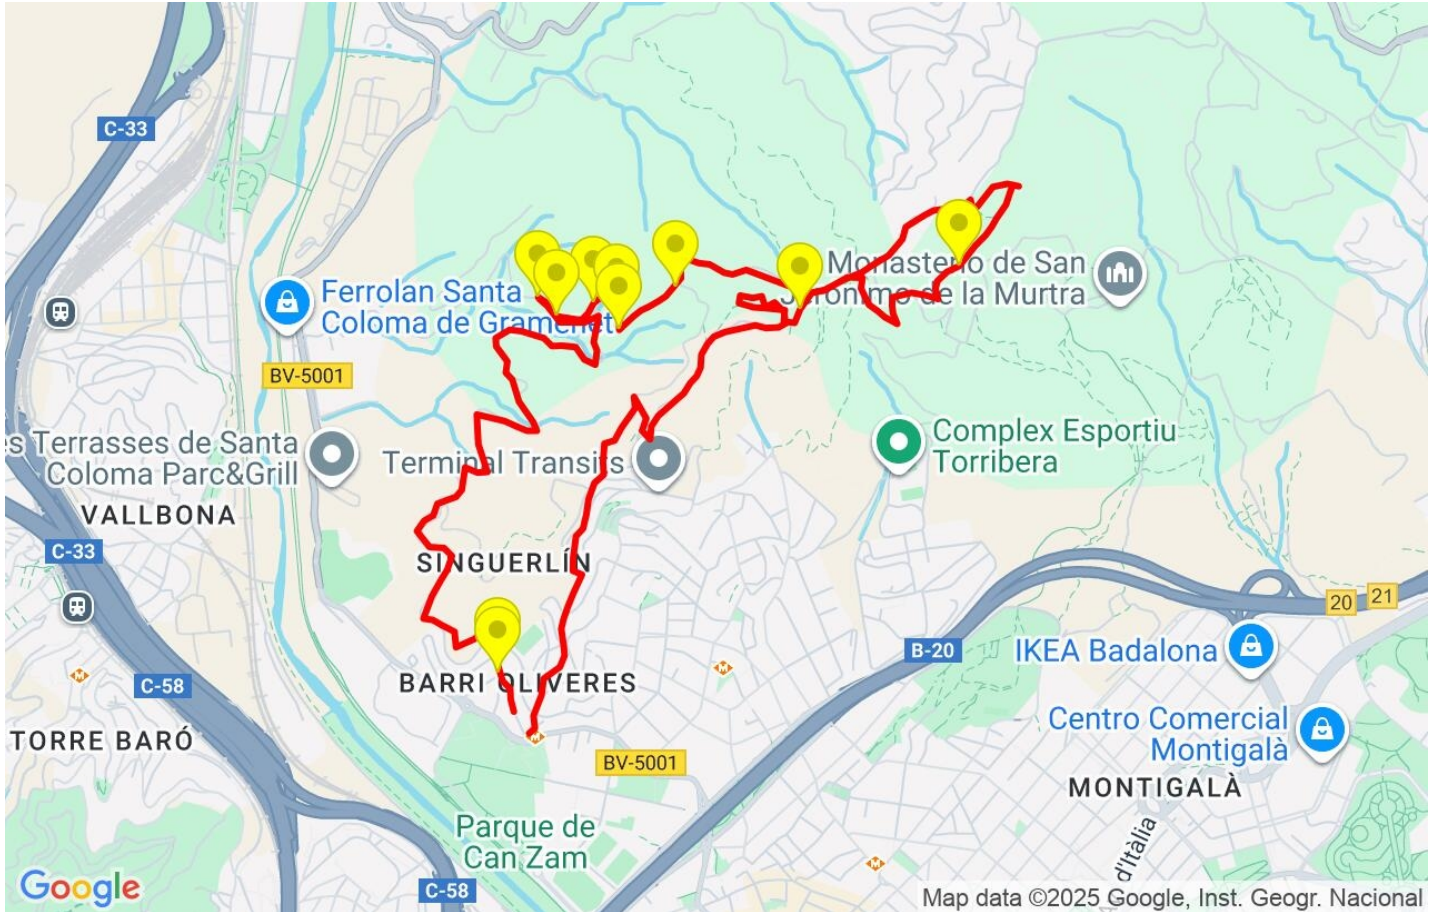 C-33
Monasterio de San
Jerónimo de la Murtra
Ferrolan Santa
Coloma de Gramenet
BV-5001
Complex Esportiu
Torribera
es Terrasses de Santa
Coloma Parc&Grill
Terminal Transits
VALLBONA
C-33
SINGUERLÍN
20
21
B-20
IKEA Badalona
C-58
BARRI OLIVERES
TORRE BARÓ
Centro Comercial
Montigalà
BV-5001
MONTIGALÀ
Parque de
Can Zam
d'Itàlia
Google
C-58
Map data ©2025 Google, Inst. Geogr. Nacional